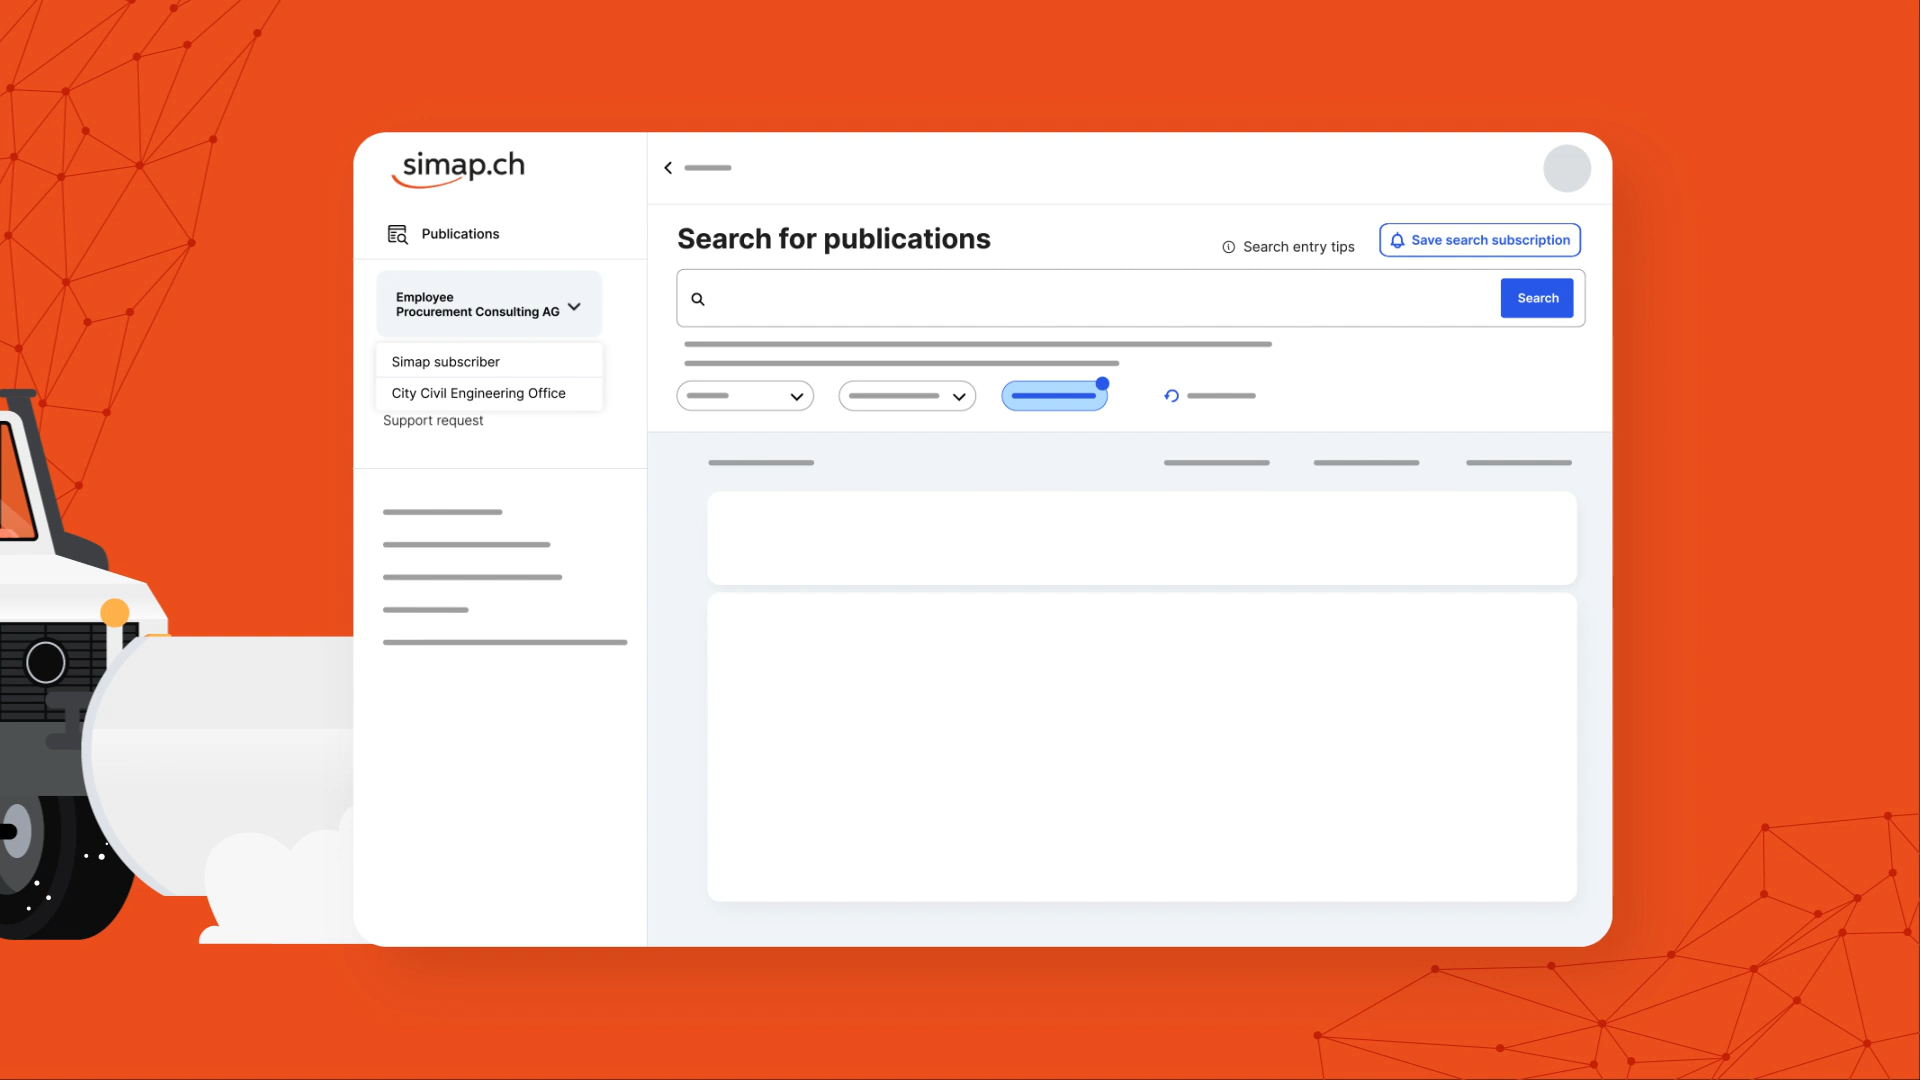 simap.ch
Publications
Employee
Procurement Consulting AG
Simap subscriber
City Civil Engineering Office
Support request
Search for publications
Search entry tips
Save search subscription
Search